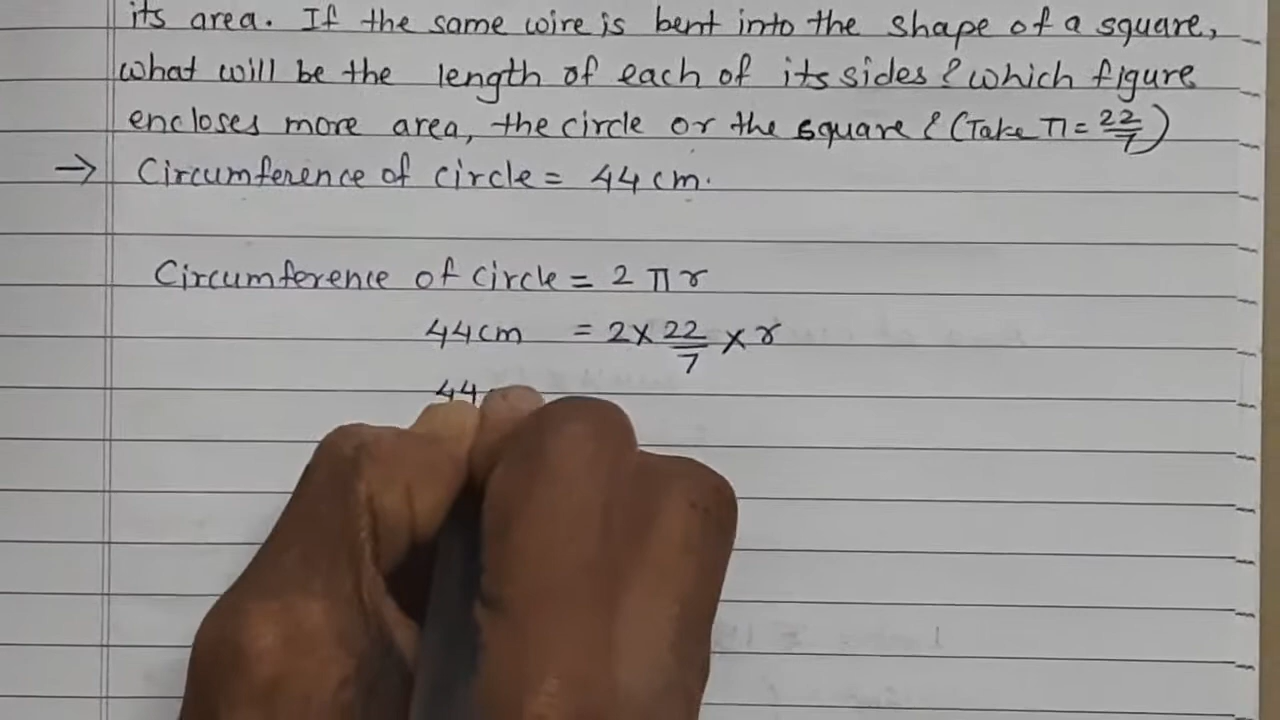 its area. If the same wire is bent into the shape of a square,
what will be the length of each of its sides? which figure
encloses more area, the circle or the square? (Take π = 22/7)
→ Circumference of circle = 44 cm.
Circumference of circle = 2 π r
44 cm = 2 × 22/7 × r
44